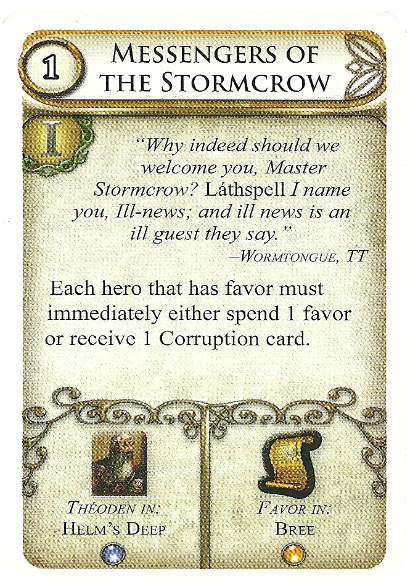 1
MESSENGERS OF
THE STORMCROW
I
“Why indeed should we
welcome you, Master
Stormcrow? Láthspell I name
you, Ill-news; and ill news is an
ill guest they say.”
–WORMTONGUE, TT
Each hero that has favor must
immediately either spend 1 favor
or receive 1 Corruption card.
THÉODEN IN:
HELM'S DEEP
FAVOR IN:
BREE